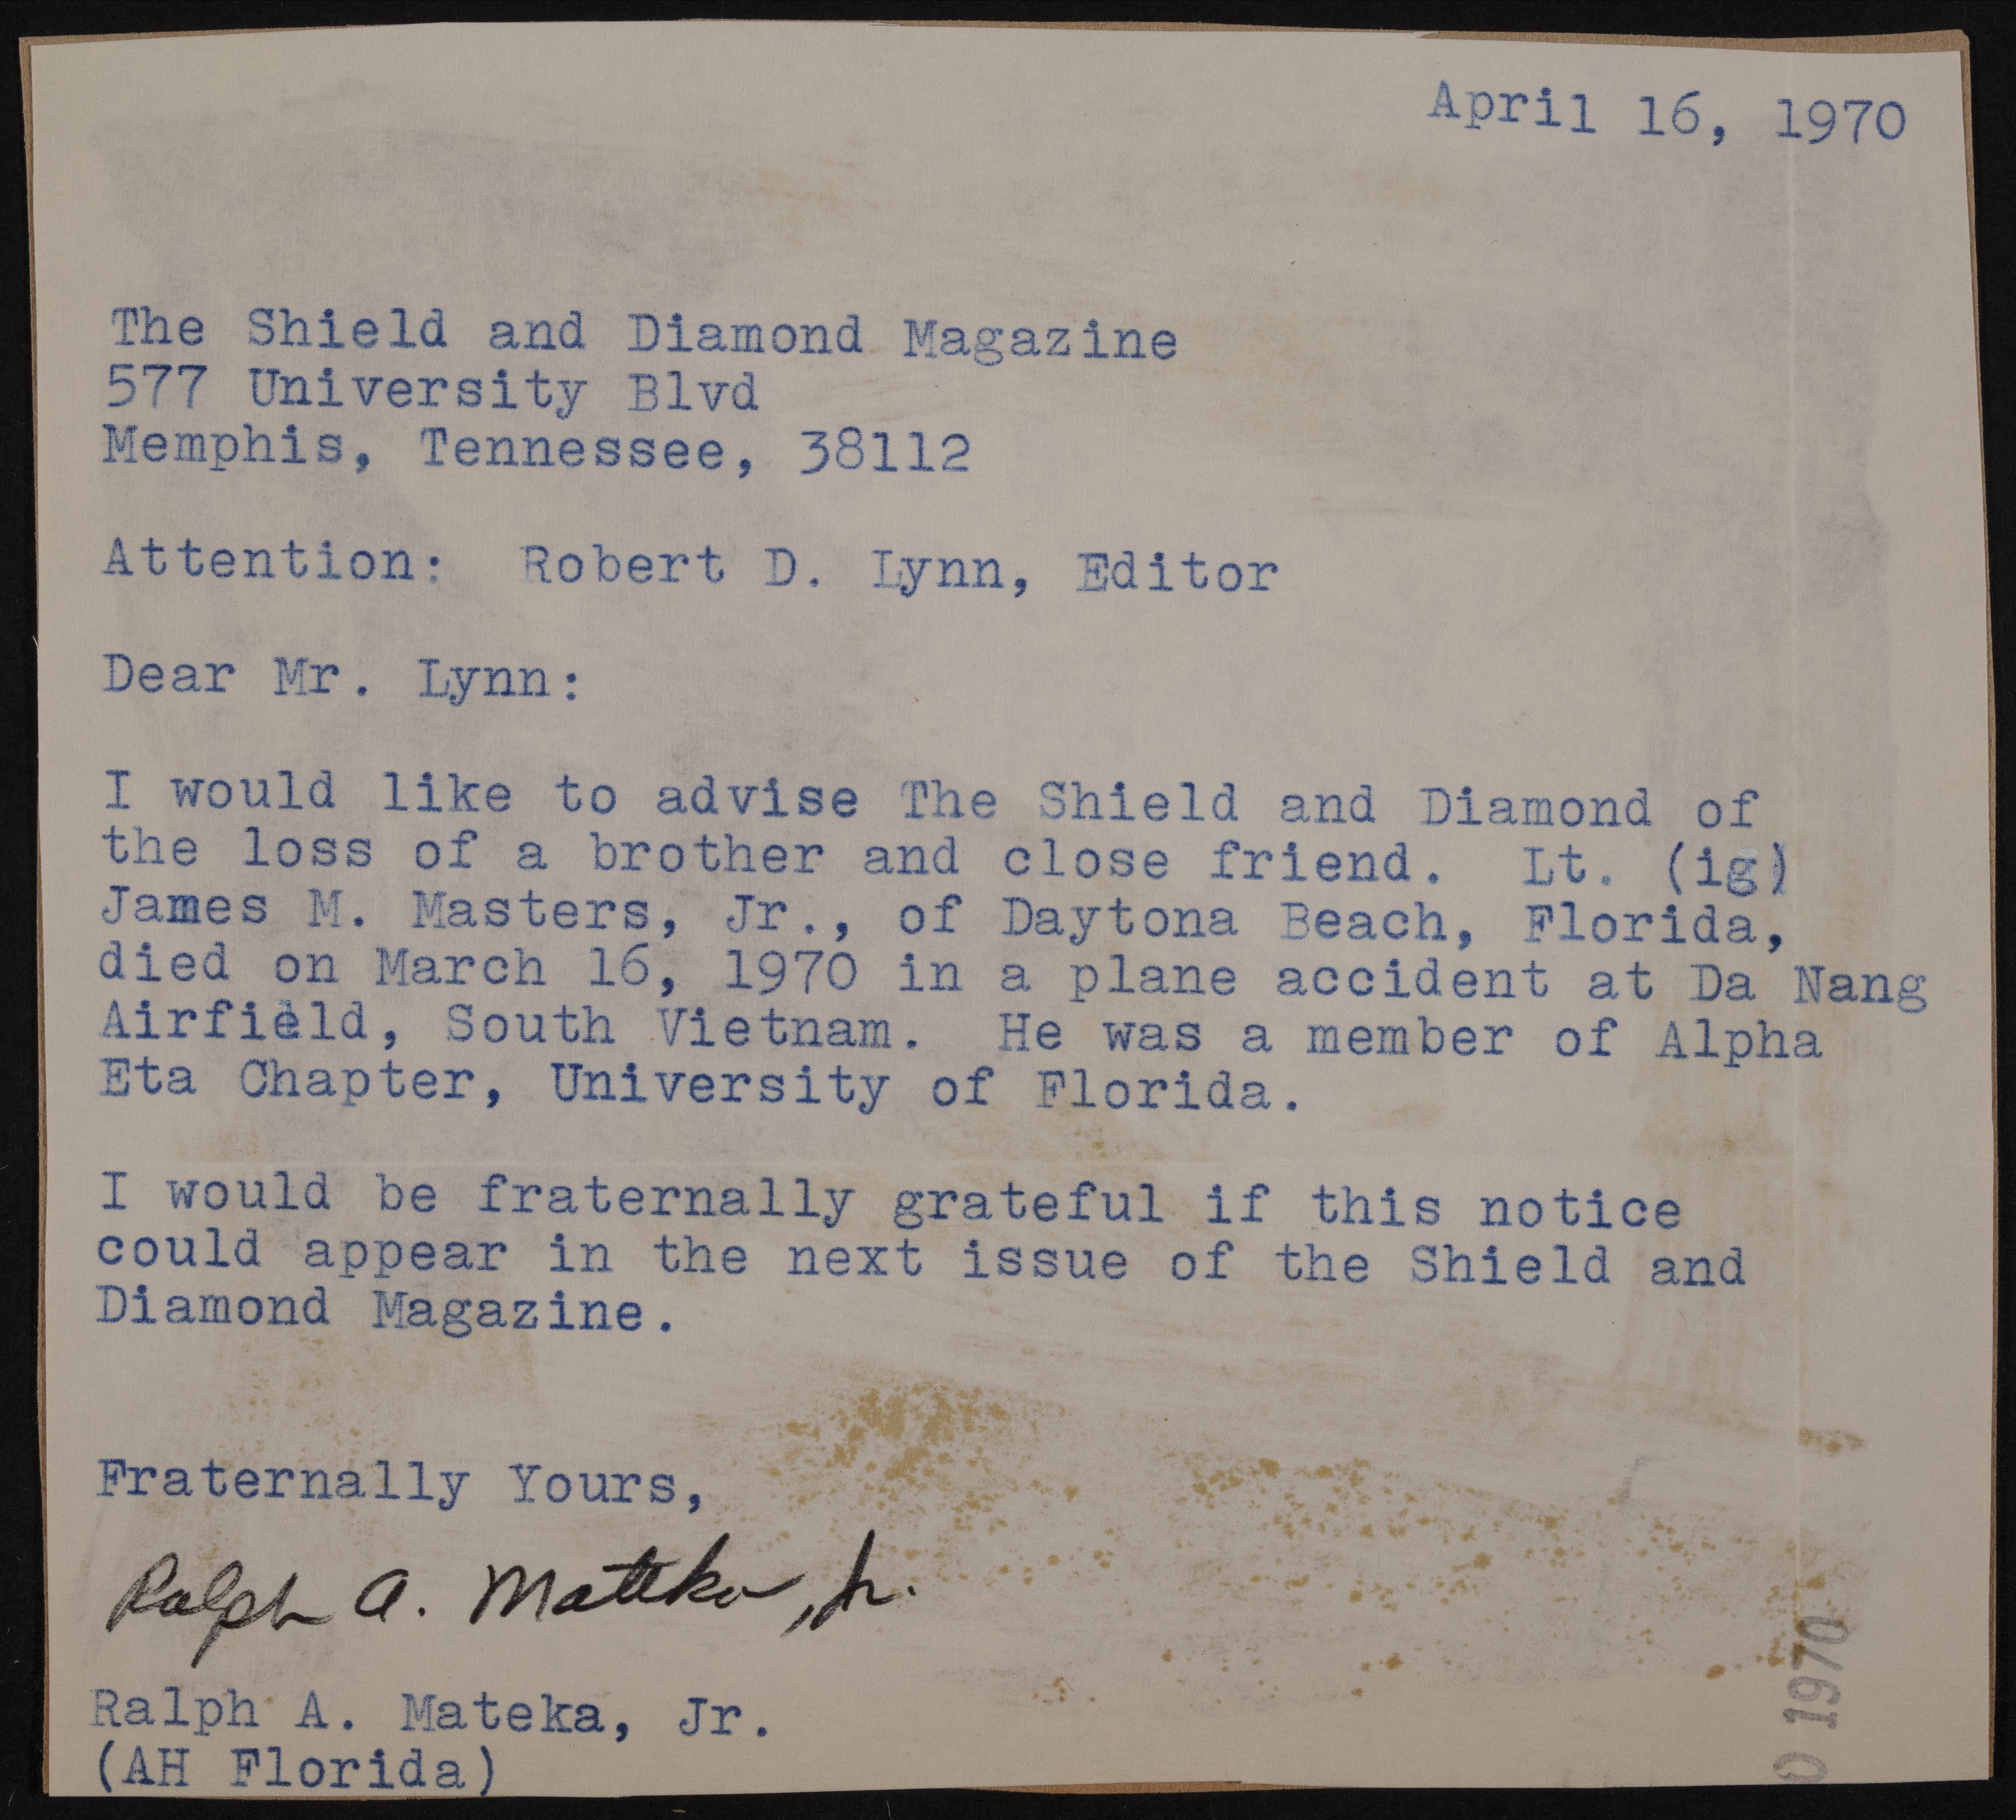 April 16, 1970
The Shield and Diamond Magazine
577 University Blvd
Memphis, Tennessee, 38112
Attention: Robert D. Lynn, Editor
Dear Mr. Lynn:
I would like to advise The Shield and Diamond of
the loss of a brother and close friend. Lt. (ig)
James M. Masters, Jr., of Daytona Beach, Florida,
died on March 16, 1970 in a plane accident at Da Nang
Airfield, South Vietnam. He was a member of Alpha
Eta Chapter, University of Florida.
I would be fraternally grateful if this notice
could appear in the next issue of the Shield and
Diamond Magazine.
Fraternally Yours,
Ralph A. Mateka, Jr.
Ralph A. Mateka, Jr.
(AH Florida)
0 1970